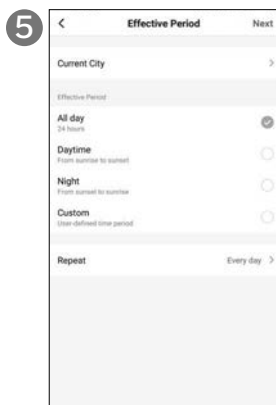 5
Effective Period Next
Current City
Effective Period
All day
24 hours
Daytime
From sunrise to sunset
Night
From sunset to sunrise
Custom
User-defined time period
Repeat Every day